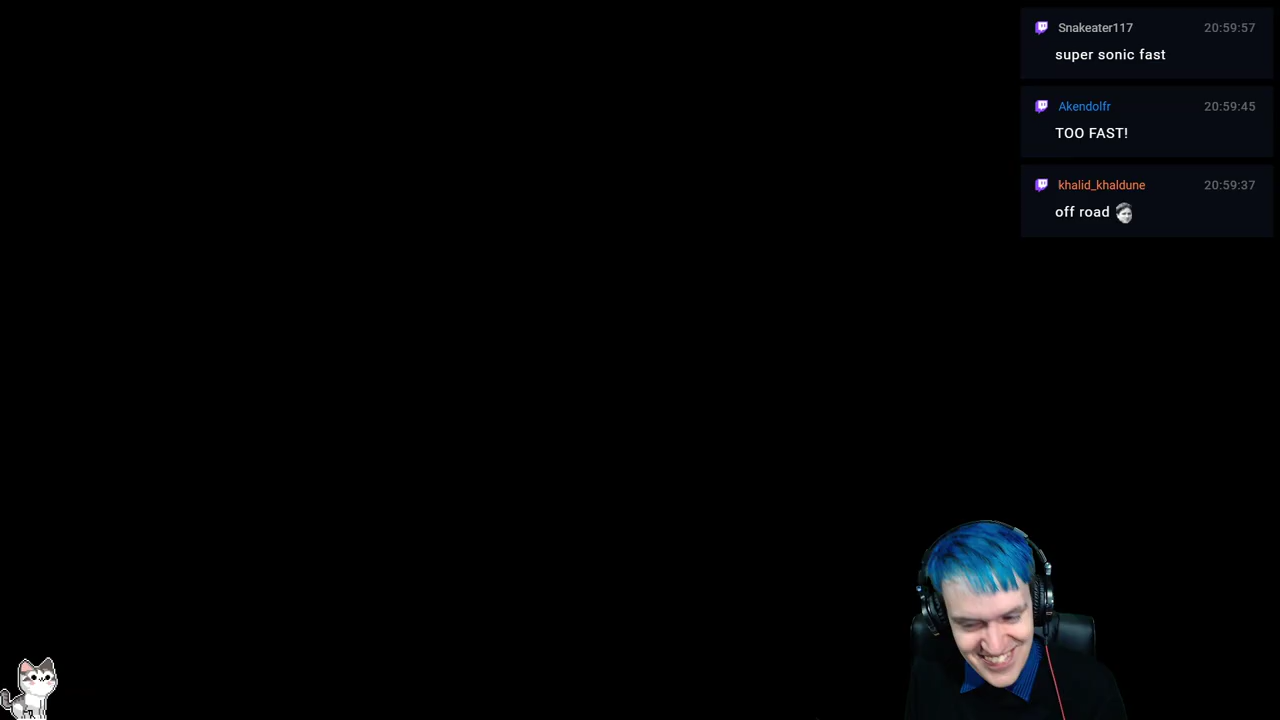 Snakeater117 20:59:57
super sonic fast
Akendolfr 20:59:45
TOO FAST!
khalid_khaldune 20:59:37
off road